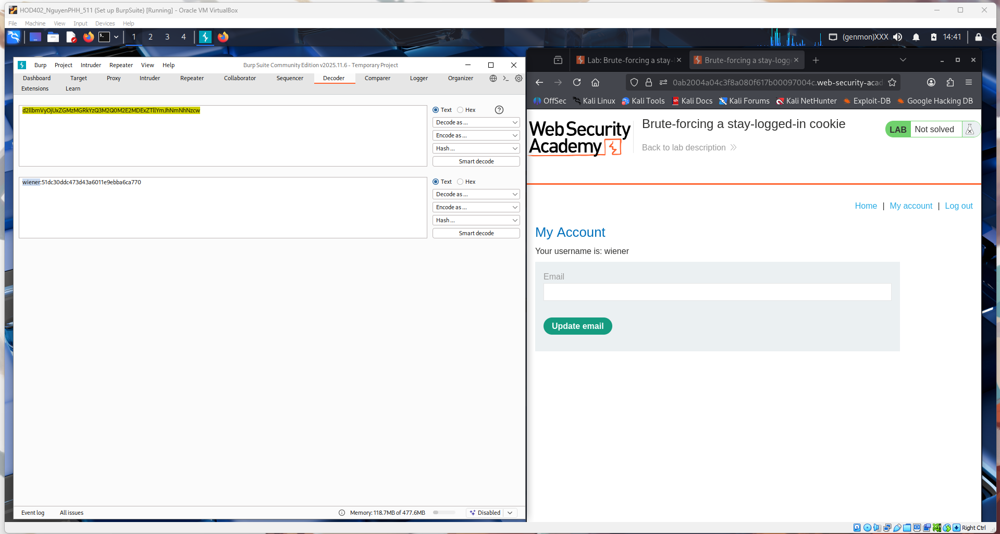 HOD402_NguyenPHH_511 (Set up BurpSuite) [Running] - Oracle VM VirtualBox
File Machine View Input Devices Help
1 2 3 4 (genmon)XXX 14:41
Burp Project Intruder Repeater View Help Burp Suite Community Edition v2025.11.6 - Temporary Project
Dashboard Target Proxy Intruder Repeater Collaborator Sequencer Decoder Comparer Logger Organizer
Extensions Learn
d2llbmVyOjUxZGMzMGRkYzQ3M2Q0M2E2MDExZTllYmJhNmNhNzcw
Text Hex ?
Decode as ...
Encode as ...
Hash ...
Smart decode
wiener:51dc30ddc473d43a6011e9ebba6ca770
Text Hex
Decode as ...
Encode as ...
Hash ...
Smart decode
Event log All issues Memory: 118.7MB of 477.6MB Disabled
Lab: Brute-forcing a stay- Brute-forcing a stay-logg
0ab2004a04c3f8a080f617b00097004c.web-security-acad
OffSec Kali Linux Kali Tools Kali Docs Kali Forums Kali NetHunter Exploit-DB Google Hacking DB
Web Security
Academy
Brute-forcing a stay-logged-in cookie
Back to lab description
LAB Not solved
Home | My account | Log out
My Account
Your username is: wiener
Email
Update email
Right Ctrl